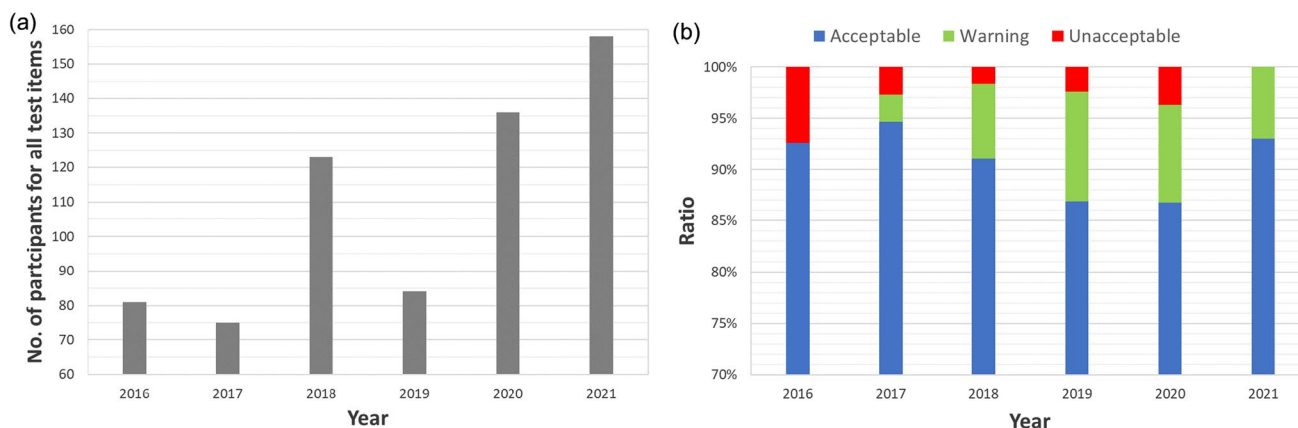 (a)
No. of partcipants for all test items
160
150
140
130
120
110
100
90
80
70
60
2016 2017 2018 2019 2020 2021
Year
(b)
Acceptable Warning Unacceptable
Ratio
100%
95%
90%
85%
80%
75%
70%
2016 2017 2018 2019 2020 2021
Year